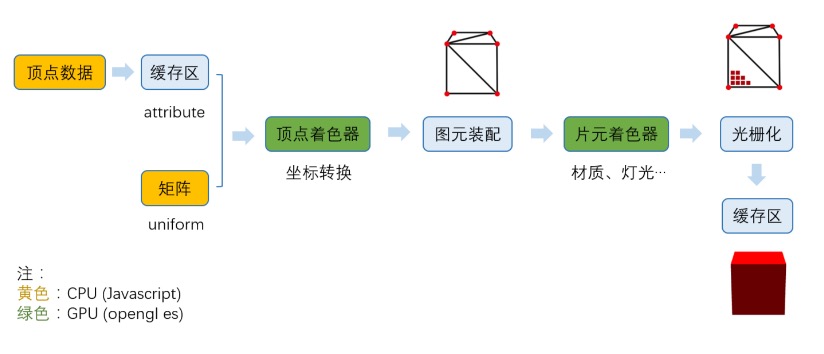 顶点数据
缓存区
attribute
矩阵
uniform
顶点着色器
坐标转换
图元装配
片元着色器
材质、灯光…
光栅化
缓存区
注：
黄色：CPU (Javascript)
绿色：GPU (opengl es)